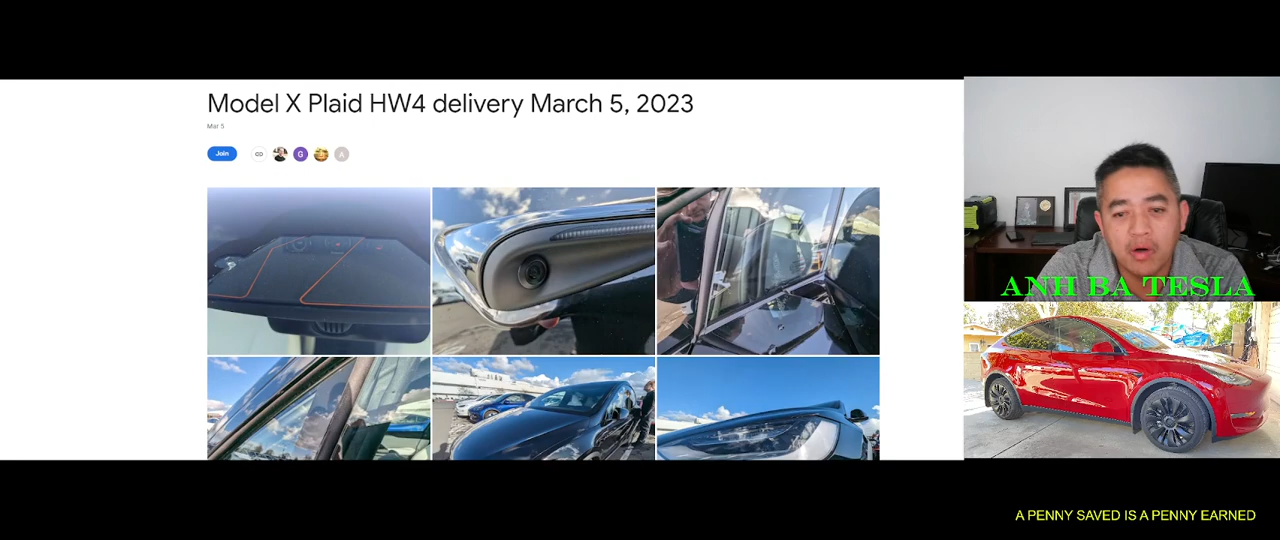 Model X Plaid HW4 delivery March 5, 2023
Mar 5
Join
G
A
ANH BA TESLA
A PENNY SAVED IS A PENNY EARNED